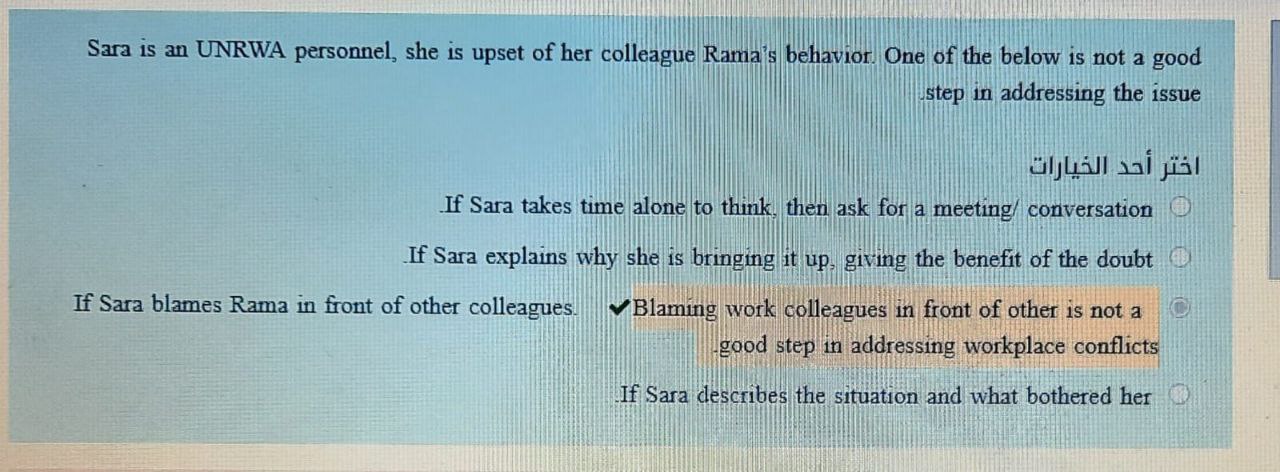 Sara is an UNRWA personnel, she is upset of her colleague Rama's behavior. One of the below is not a good
.step in addressing the issue
اختر أحد الخيارات
.If Sara takes time alone to think, then ask for a meeting/ conversation
.If Sara explains why she is bringing it up, giving the benefit of the doubt
If Sara blames Rama in front of other colleagues. ✔Blaming work colleagues in front of other is not a
.good step in addressing workplace conflicts
.If Sara describes the situation and what bothered her